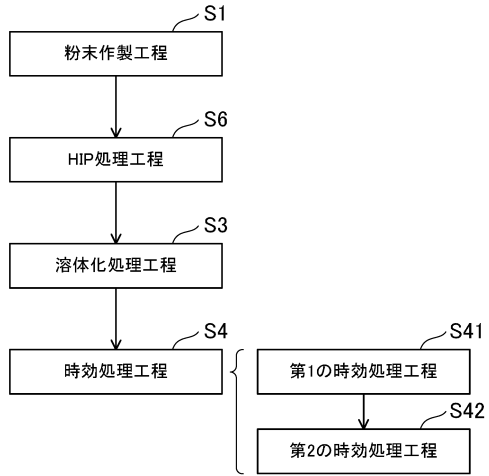 S1
粉末作製工程
S6
HIP処理工程
S3
溶体化処理工程
S4
時効処理工程
S41
第1の時効処理工程
S42
第2の時効処理工程